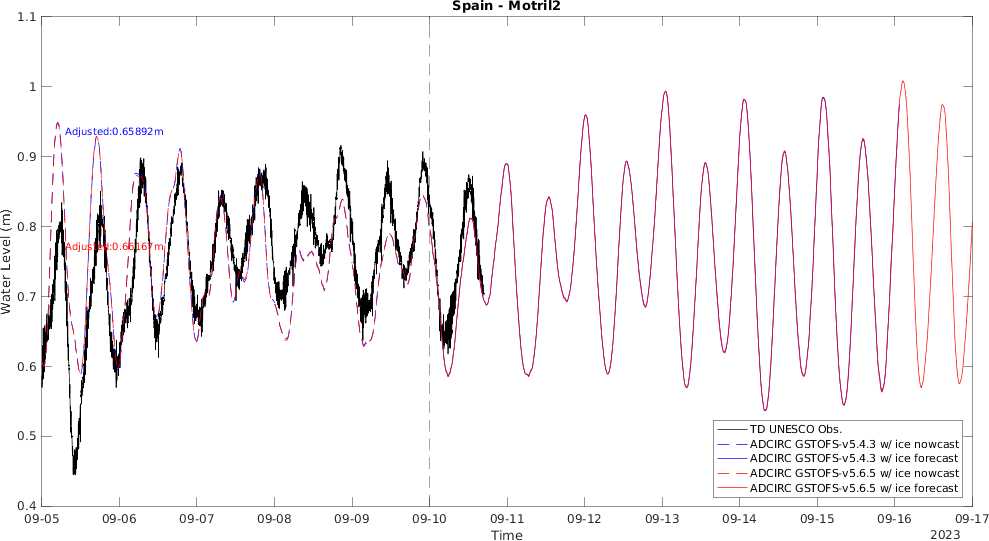 Spain - Motril2
1.1
1
0.9
0.8
0.7
0.6
0.5
0.4
Water Level (m)
Adjusted:0.65892m
Adjusted:0.66167m
TD UNESCO Obs.
ADCIRC GSTOFS-v5.4.3 w/ ice nowcast
ADCIRC GSTOFS-v5.4.3 w/ ice forecast
ADCIRC GSTOFS-v5.6.5 w/ ice nowcast
ADCIRC GSTOFS-v5.6.5 w/ ice forecast
09-05 09-06 09-07 09-08 09-09 09-10 09-11 09-12 09-13 09-14 09-15 09-16 09-17
Time
2023